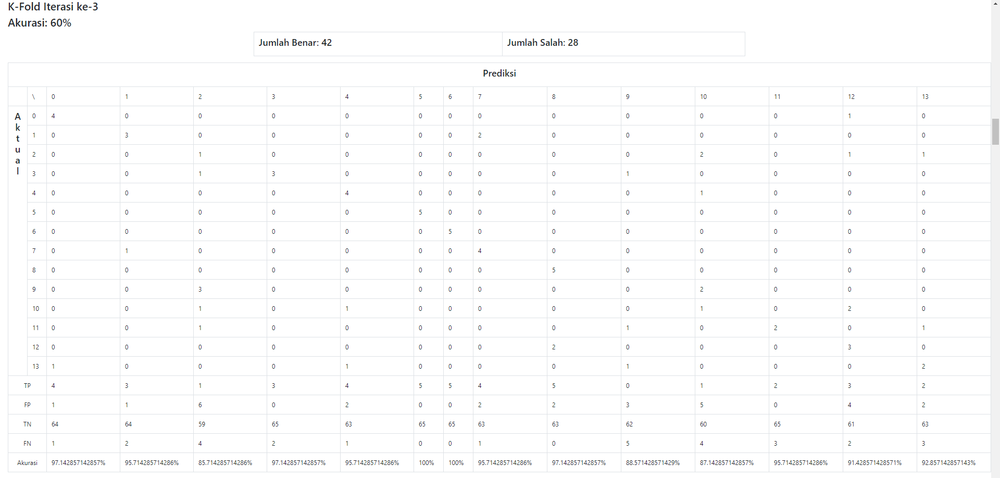 K-Fold Iterasi ke-3
Akurasi: 60%
Jumlah Benar: 42 Jumlah Salah: 28
Prediksi
\ 0 1 2 3 4 5 6 7 8 9 10 11 12 13
Aktual
0 4 0 0 0 0 0 0 0 0 0 0 0 1 0
1 0 3 0 0 0 0 0 2 0 0 0 0 0 0
2 0 0 1 0 0 0 0 0 0 0 2 0 1 1
3 0 0 1 3 0 0 0 0 0 1 0 0 0 0
4 0 0 0 0 4 0 0 0 0 0 1 0 0 0
5 0 0 0 0 0 5 0 0 0 0 0 0 0 0
6 0 0 0 0 0 0 5 0 0 0 0 0 0 0
7 0 1 0 0 0 0 0 4 0 0 0 0 0 0
8 0 0 0 0 0 0 0 0 5 0 0 0 0 0
9 0 0 3 0 0 0 0 0 0 0 2 0 0 0
10 0 0 1 0 1 0 0 0 0 0 1 0 2 0
11 0 0 1 0 0 0 0 0 0 1 0 2 0 1
12 0 0 0 0 0 0 0 0 2 0 0 0 3 0
13 1 0 0 0 1 0 0 0 0 1 0 0 0 2
TP 4 3 1 3 4 5 5 4 5 0 1 2 3 2
FP 1 1 6 0 2 0 0 2 2 3 5 0 4 2
TN 64 64 59 65 63 65 65 63 63 62 60 65 61 63
FN 1 2 4 2 1 0 0 1 0 5 4 3 2 3
Akurasi 97.142857142857% 95.714285714286% 85.714285714286% 97.142857142857% 95.714285714286% 100% 100% 95.714285714286% 97.142857142857% 88.571428571429% 87.142857142857% 95.714285714286% 91.428571428571% 92.857142857143%